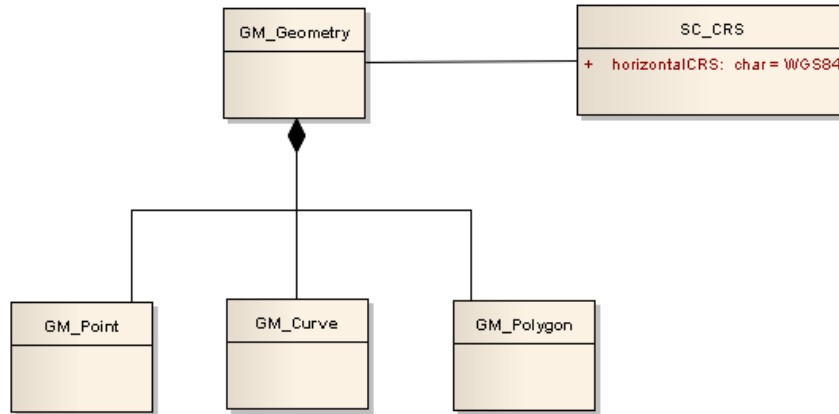 GM_Geometry
SC_CRS
+ horizontalCRS: char = WGS84
GM_Point
GM_Curve
GM_Polygon